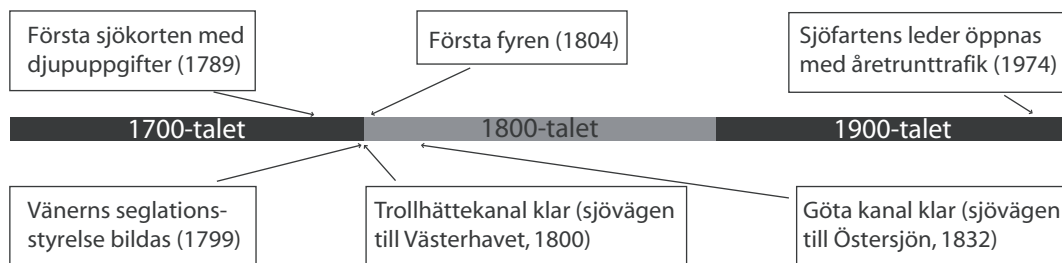 Första sjökorten med
djupuppgifter (1789)
Första fyren (1804)
Sjöfartens leder öppnas
med åretrunttrafik (1974)
1700-talet
1800-talet
1900-talet
Vänerns seglations-
styrelse bildas (1799)
Trollhättekanal klar (sjövägen
till Västerhavet, 1800)
Göta kanal klar (sjövägen
till Östersjön, 1832)